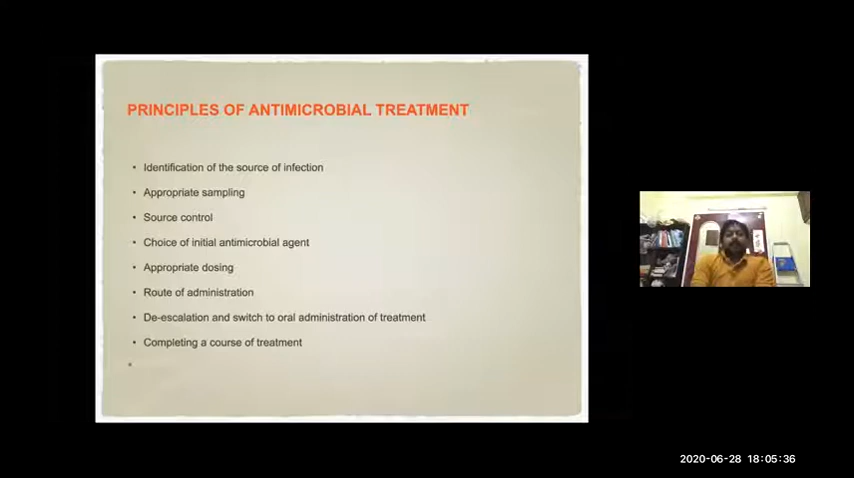 PRINCIPLES OF ANTIMICROBIAL TREATMENT
• Identification of the source of infection
• Appropriate sampling
• Source control
• Choice of initial antimicrobial agent
• Appropriate dosing
• Route of administration
• De-escalation and switch to oral administration of treatment
• Completing a course of treatment
•
2020-06-28 18:05:36